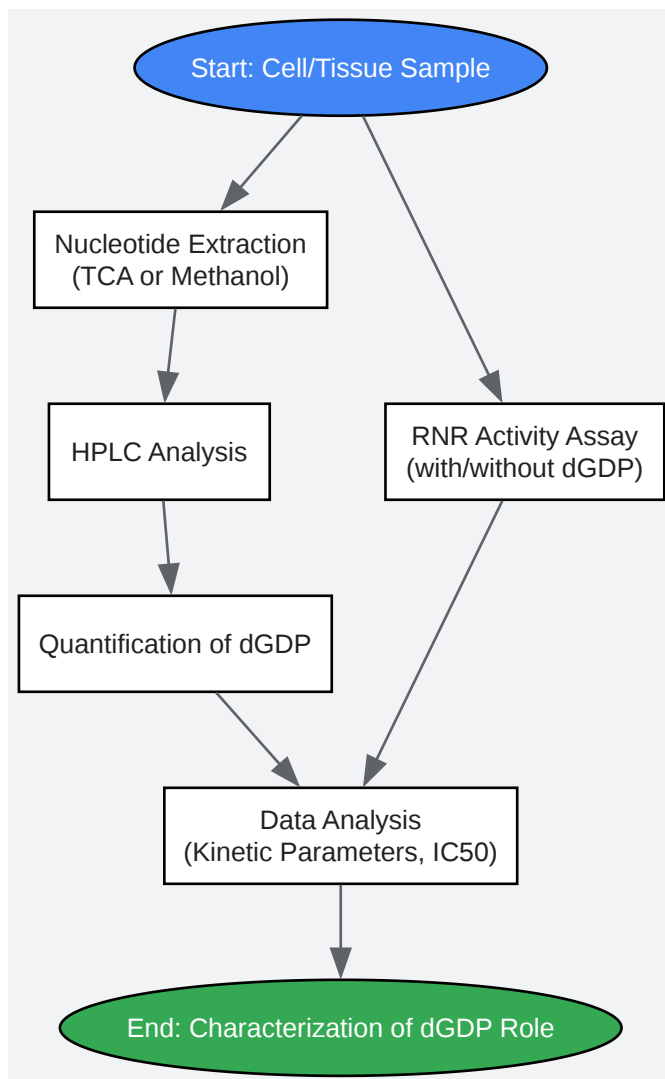 Start: Cell/Tissue Sample
Nucleotide Extraction
(TCA or Methanol)
HPLC Analysis
RNR Activity Assay
(with/without dGDP)
Quantification of dGDP
Data Analysis
(Kinetic Parameters, IC50)
End: Characterization of dGDP Role